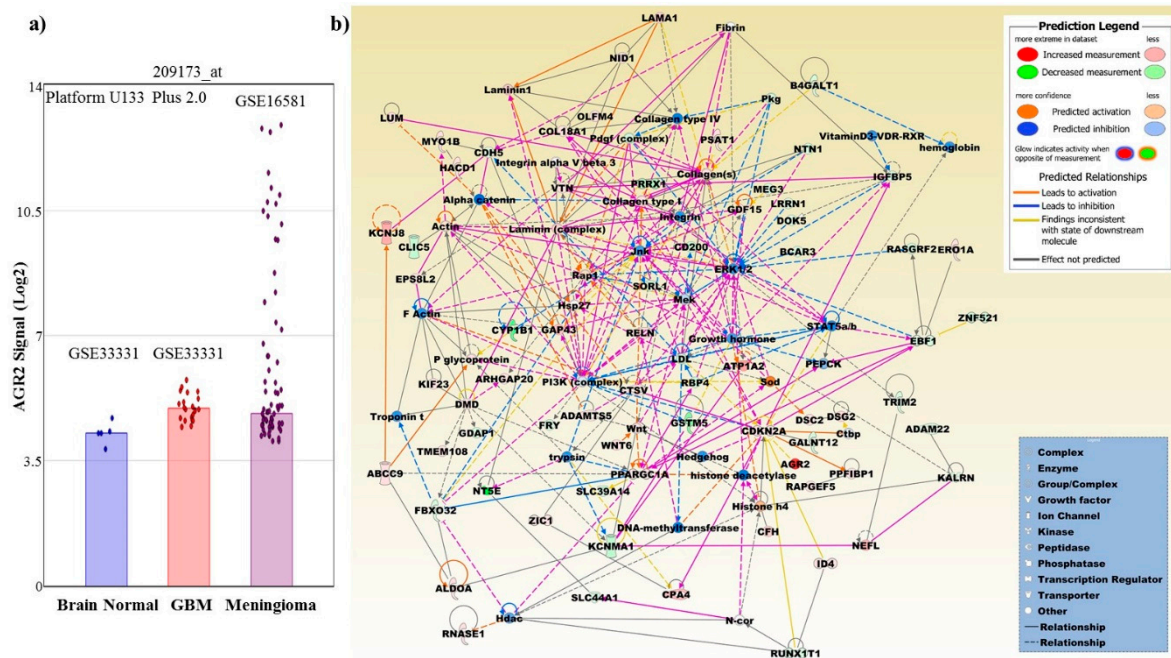 a)
209173_at
Platform U133 Plus 2.0
GSE16581
GSE33331
GSE33331
AGR2 Signal (Log2)
14
10.5
7
3.5
0
Brain Normal
GBM
Meningioma
b)
LAMA1
Fibrin
NID1
B4GALT1
Laminin1
Pkg
OLFM4
Collagen type IV
LUM
COL18A1
Pdgf (complex)
PSAT1
VitaminD3-VDR-RXR
MYO1B
CDH5
NTN1
hemoglobin
HACD1
Integrin alpha V beta 3
Collagen(s)
IGFBP5
VTN
PRRX1
MEG3
Alpha catenin
Collagen type I
GDF15
LRRN1
KCNJ8
Actin
Laminin (complex)
Integrin
DOK5
CLIC5
Jnk
CD200
BCAR3
RASGRF2
ERO1A
EPS8L2
Rap1
ERK1/2
SORL1
Hsp27
Mek
F Actin
CYP1B1
GAP43
RELN
STAT5a/b
ZNF521
Growth hormone
EBF1
P glycoprotein
LDL
ATP1A2
PEPCK
KIF23
ARHGAP20
PI3K (complex)
RBP4
Sod
CTSV
TRIM2
DMD
DSC2
DSG2
Troponin t
ADAMTS5
GSTM5
CDKN2A
Ctbp
ADAM22
GDAP1
FRY
Wnt
GALNT12
TMEM108
WNT6
Hedgehog
AGR2
trypsin
ABCC9
PPARGC1A
histone deacetylase
PPFIBP1
KALRN
NT5E
SLC39A14
RAPGEF5
FBXO32
Histone h4
ZIC1
DNA-methyltransferase
CFH
KCNMA1
NEFL
ID4
ALDOA
SLC44A1
CPA4
Hdac
N-cor
RNASE1
RUNX1T1
Prediction Legend
more extreme in dataset
less
Increased measurement
Decreased measurement
more confidence
less
Predicted activation
Predicted inhibition
Glow indicates activity when
opposite of measurement
Predicted Relationships
Leads to activation
Leads to inhibition
Findings inconsistent
with state of downstream
molecule
Effect not predicted
Complex
Enzyme
Group/Complex
Growth factor
Ion Channel
Kinase
Peptidase
Phosphatase
Transcription Regulator
Transporter
Other
Relationship
Relationship